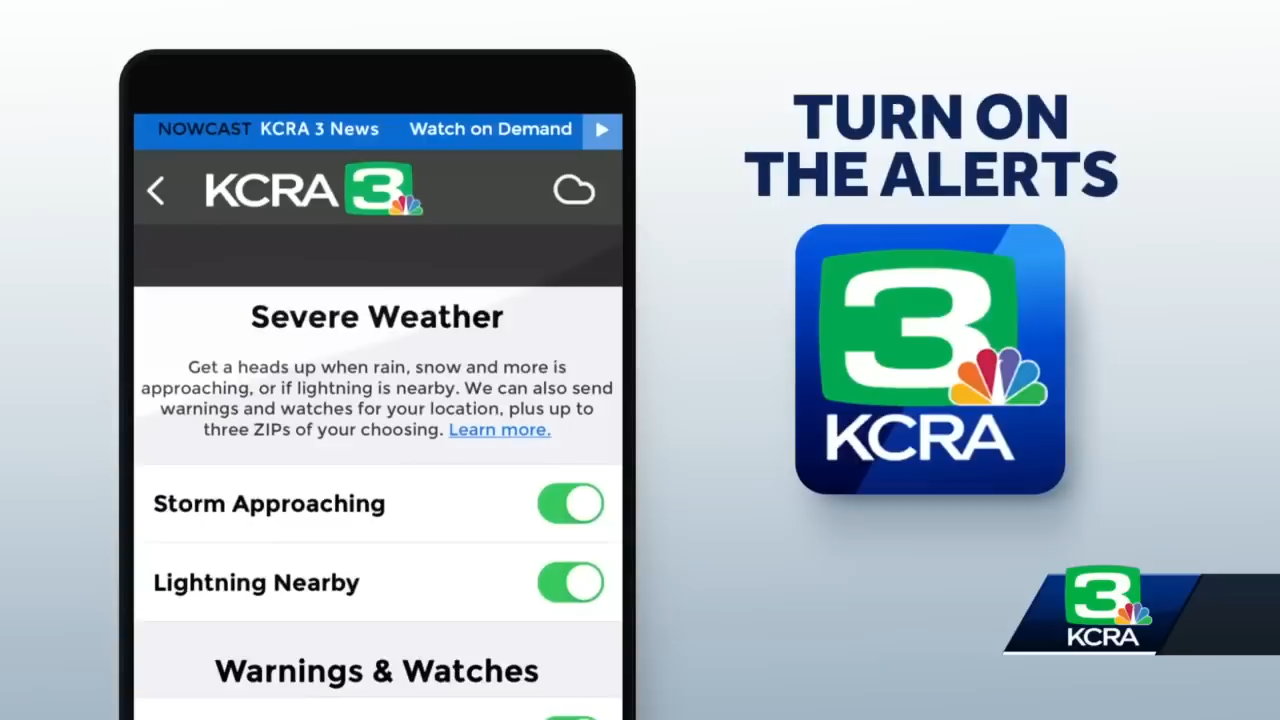 NOWCAST KCRA 3 News Watch on Demand
KCRA 3
Severe Weather
Get a heads up when rain, snow and more is
approaching, or if lightning is nearby. We can also send
warnings and watches for your location, plus up to
three ZIPs of your choosing. Learn more.
Storm Approaching
Lightning Nearby
Warnings & Watches
TURN ON
THE ALERTS
3
KCRA
3
KCRA